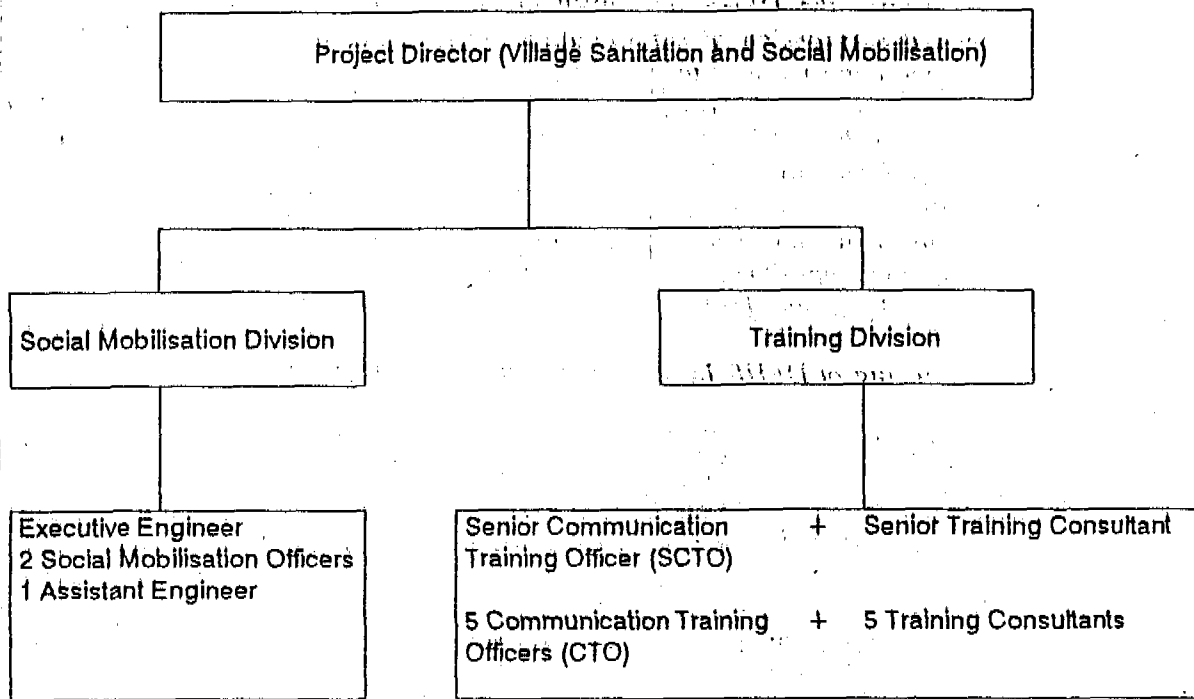 Project Director (Village Sanitation and Social Mobilisation)
Social Mobilisation Division
Training Division
Executive Engineer
2 Social Mobilisation Officers
1 Assistant Engineer
Senior Communication + Senior Training Consultant
Training Officer (SCTO)
5 Communication Training + 5 Training Consultants
Officers (CTO)